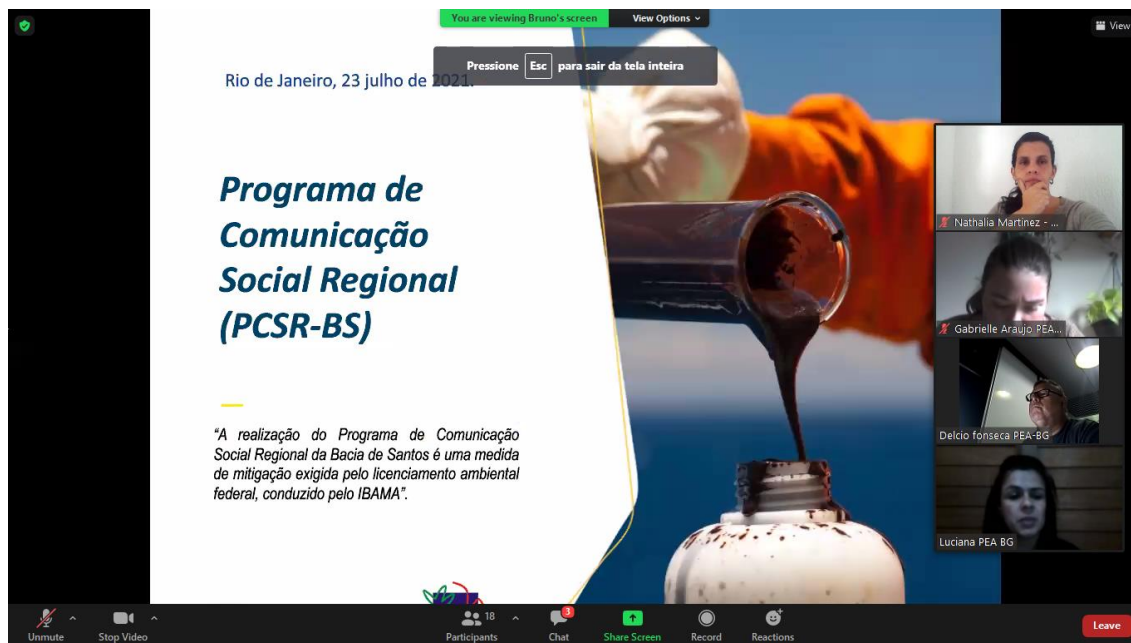 You are viewing Bruno's screen
View Options
View
Pressione Esc para sair da tela inteira
Rio de Janeiro, 23 julho de 2021.
Programa de
Comunicação
Social Regional
(PCSR-BS)
"A realização do Programa de Comunicação
Social Regional da Bacia de Santos é uma medida
de mitigação exigida pelo licenciamento ambiental
federal, conduzido pelo IBAMA".
Nathalia Martinez - ...
Gabrielle Araujo PEA...
Delcio fonseca PEA-BG
Luciana PEA BG
Unmute
Stop Video
18
Participants
3
Chat
Share Screen
Record
Reactions
Leave